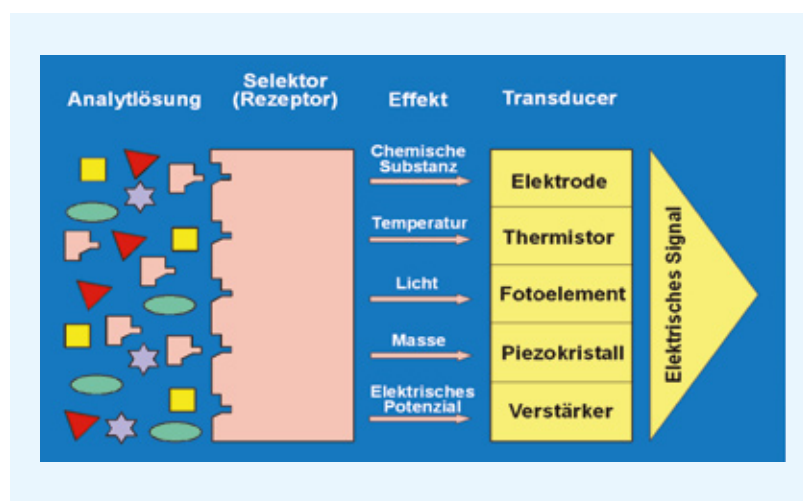 Analytlösung
Selektor
(Rezeptor)
Effekt
Transducer
Chemische
Substanz
Elektrode
Temperatur
Thermistor
Licht
Fotoelement
Masse
Piezokristall
Elektrisches
Potenzial
Verstärker
Elektrisches Signal